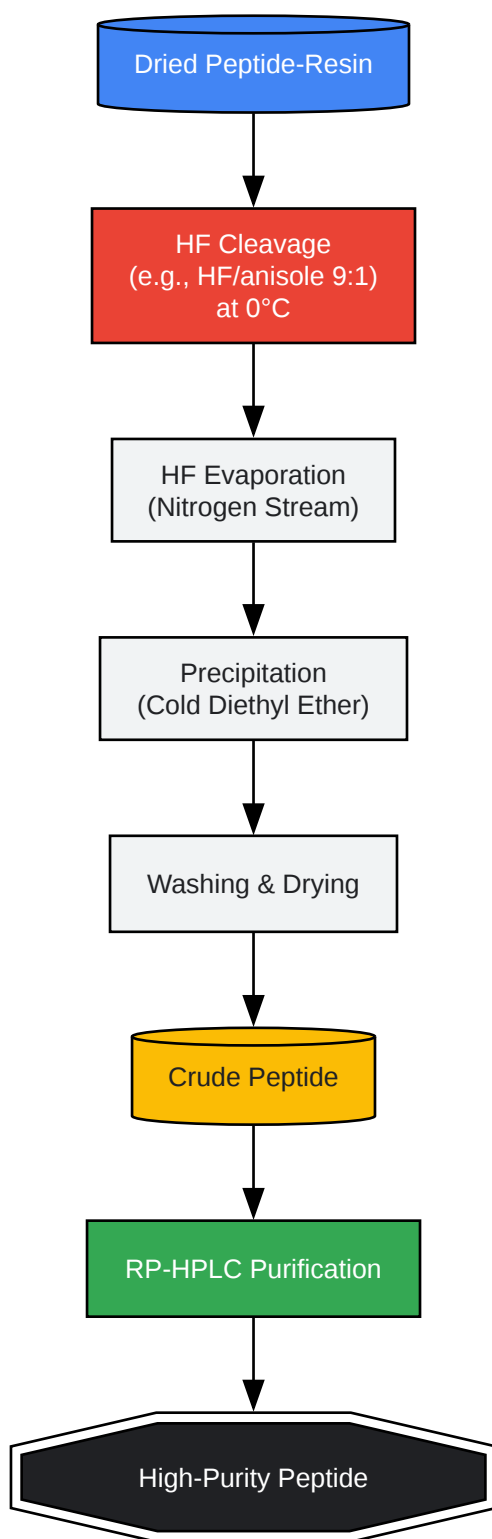 Dried Peptide-Resin
HF Cleavage
(e.g., HF/anisole 9:1)
at 0°C
HF Evaporation
(Nitrogen Stream)
Precipitation
(Cold Diethyl Ether)
Washing & Drying
Crude Peptide
RP-HPLC Purification
High-Purity Peptide